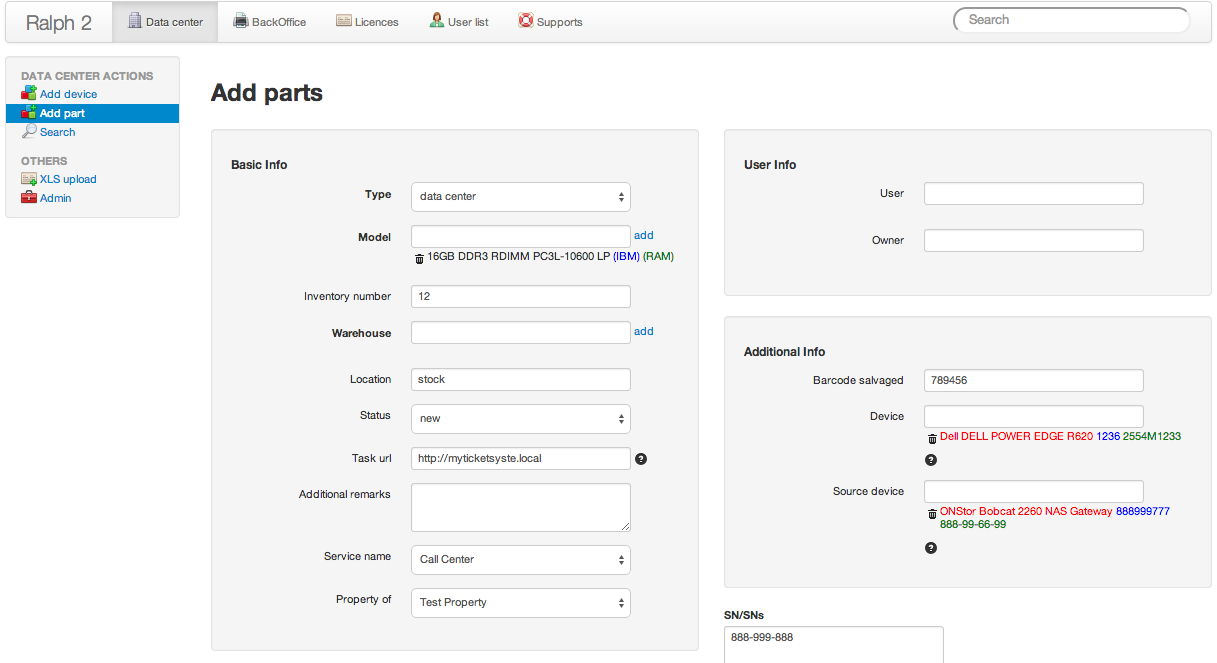 Ralph 2
Data center
BackOffice
Licences
User list
Supports
Search
DATA CENTER ACTIONS
Add device
Add part
Search
OTHERS
XLS upload
Admin
Add parts
Basic Info
Type
data center
Model
add
16GB DDR3 RDIMM PC3L-10600 LP (IBM) (RAM)
Inventory number
12
Warehouse
add
Location
stock
Status
new
Task url
http://myticketsyste.local
?
Additional remarks
Service name
Call Center
Property of
Test Property
User Info
User
Owner
Additional Info
Barcode salvaged
789456
Device
Dell DELL POWER EDGE R620 1236 2554M1233
?
Source device
ONStor Bobcat 2260 NAS Gateway 888999777
888-99-66-99
?
SN/SNs
888-999-888